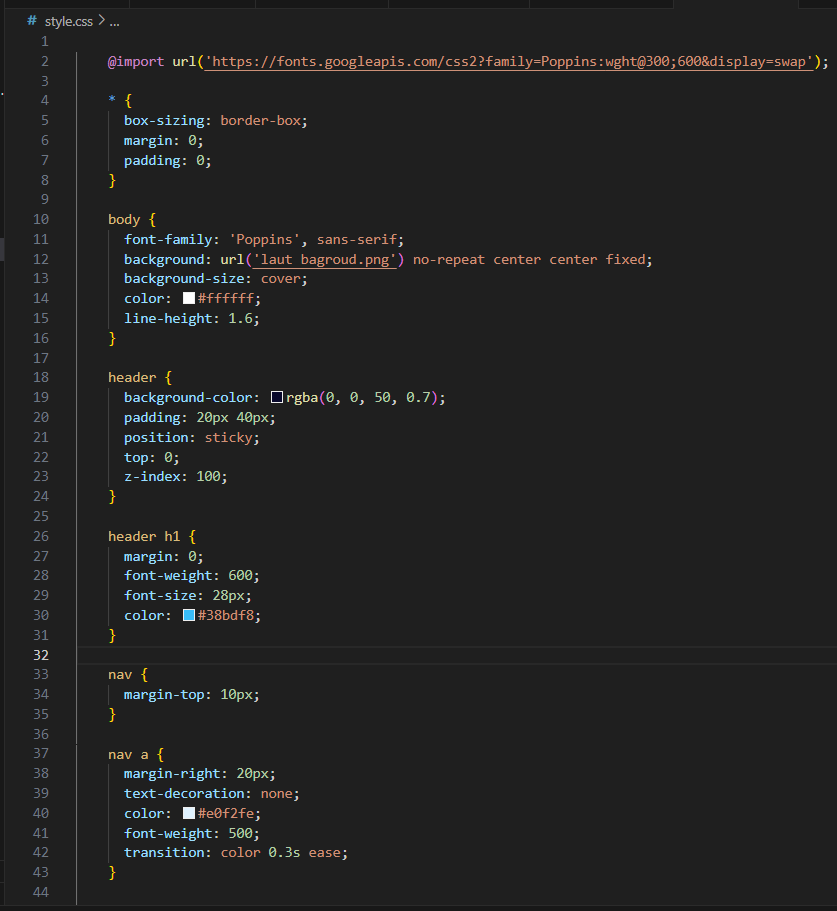 # style.css > ...
1
2 @import url('https://fonts.googleapis.com/css2?family=Poppins:wght@300;600&display=swap');
3
4 * {
5 box-sizing: border-box;
6 margin: 0;
7 padding: 0;
8 }
9
10 body {
11 font-family: 'Poppins', sans-serif;
12 background: url('laut bagroud.png') no-repeat center center fixed;
13 background-size: cover;
14 color: #ffffff;
15 line-height: 1.6;
16 }
17
18 header {
19 background-color: rgba(0, 0, 50, 0.7);
20 padding: 20px 40px;
21 position: sticky;
22 top: 0;
23 z-index: 100;
24 }
25
26 header h1 {
27 margin: 0;
28 font-weight: 600;
29 font-size: 28px;
30 color: #38bdf8;
31 }
32
33 nav {
34 margin-top: 10px;
35 }
36
37 nav a {
38 margin-right: 20px;
39 text-decoration: none;
40 color: #e0f2fe;
41 font-weight: 500;
42 transition: color 0.3s ease;
43 }
44